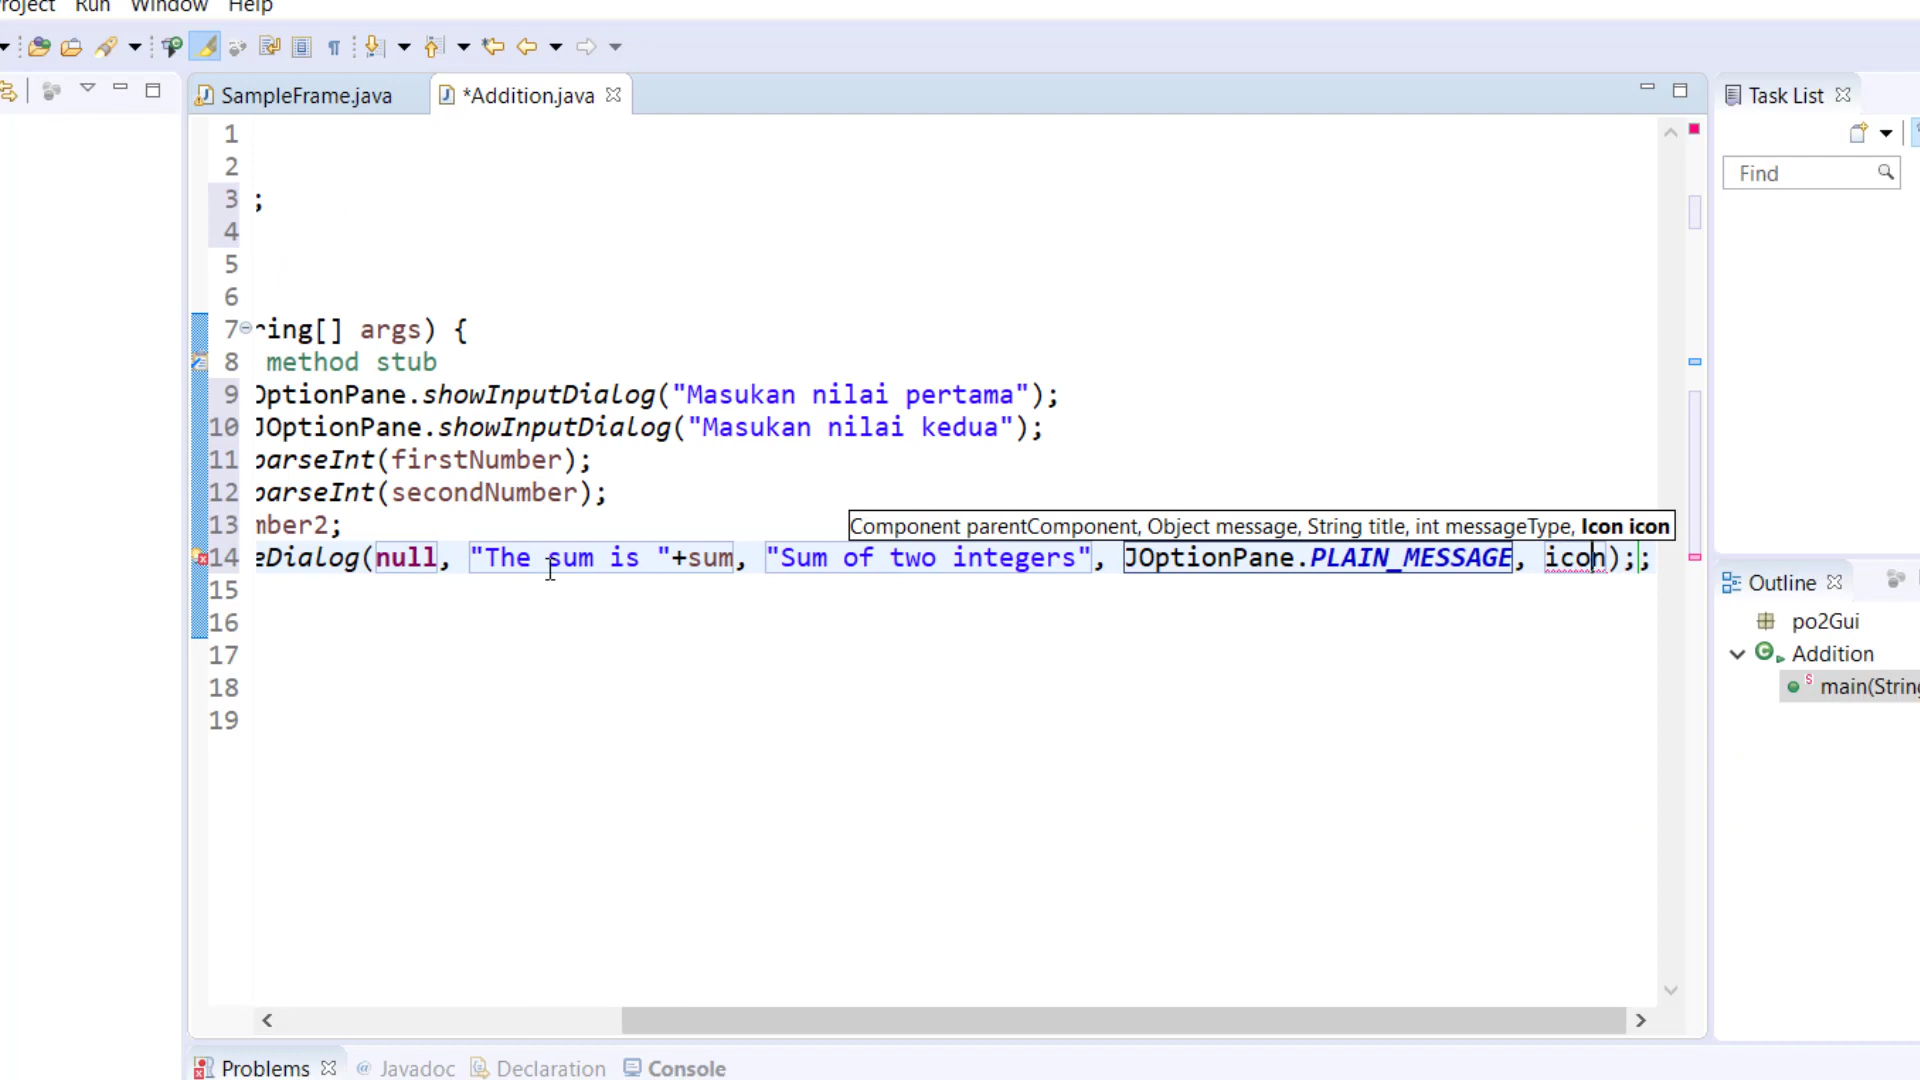 Project Run Window Help
SampleFrame.java
*Addition.java
Task List
Find
1
2
3 ;
4
5
6
7 ring[] args) {
8 method stub
9 OptionPane.showInputDialog("Masukan nilai pertama");
10 JOptionPane.showInputDialog("Masukan nilai kedua");
11 parseInt(firstNumber);
12 parseInt(secondNumber);
13 mber2;
Component parentComponent, Object message, String title, int messageType, Icon icon
14 eDialog(null, "The sum is "+sum, "Sum of two integers", JOptionPane.PLAIN_MESSAGE, icon);;
15
16
17
18
19
Outline
po2Gui
Addition
main(String
Problems
@ Javadoc
Declaration
Console